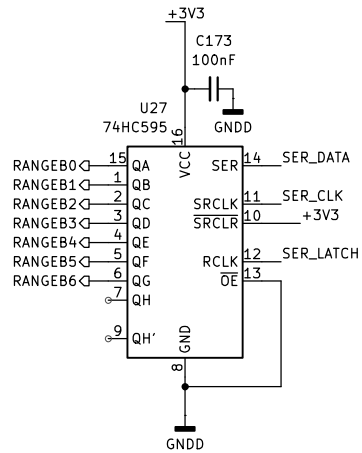 +3V3
C173
100nF
GNDD
U27
74HC595
16
VCC
RANGEB0 15 QA SER 14 SER_DATA
RANGEB1 1 QB
RANGEB2 2 QC SRCLK 11 SER_CLK
RANGEB3 3 QD SRCLR 10 +3V3
RANGEB4 4 QE
RANGEB5 5 QF RCLK 12 SER_LATCH
RANGEB6 6 QG OE 13
7 QH
9 QH'
GND
8
GNDD